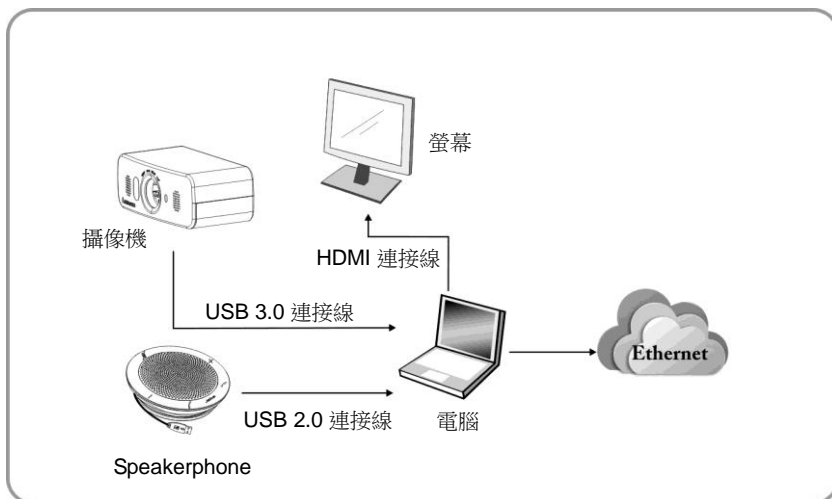 螢幕
攝像機
HDMI 連接線
USB 3.0 連接線
Ethernet
USB 2.0 連接線
電腦
Speakerphone